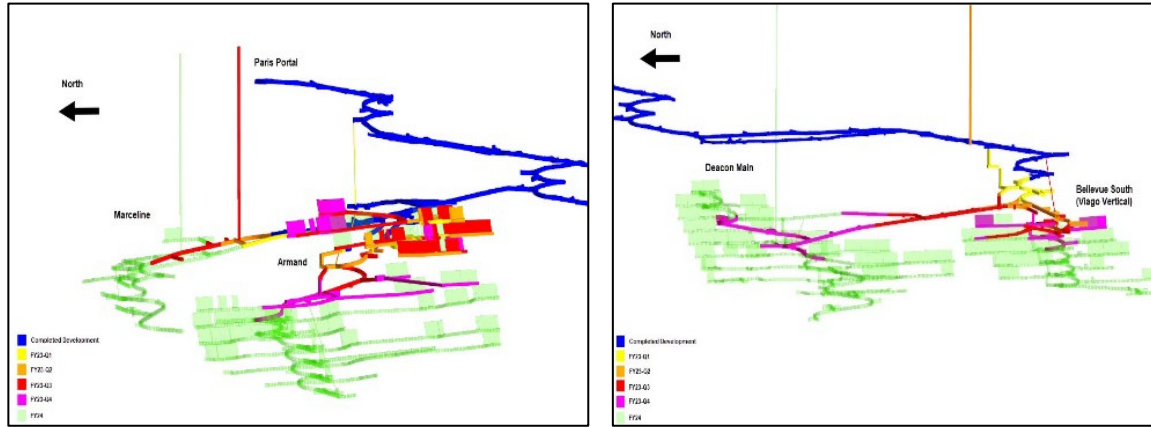 Paris Portal
North
Marceline
Armand
Completed Development
FY23-Q1
FY23-Q2
FY23-Q3
FY23-Q4
FY24
North
Deacon Main
Bellevue South
(Viago Vertical)
Completed Development
FY23-Q1
FY23-Q2
FY23-Q3
FY23-Q4
FY24